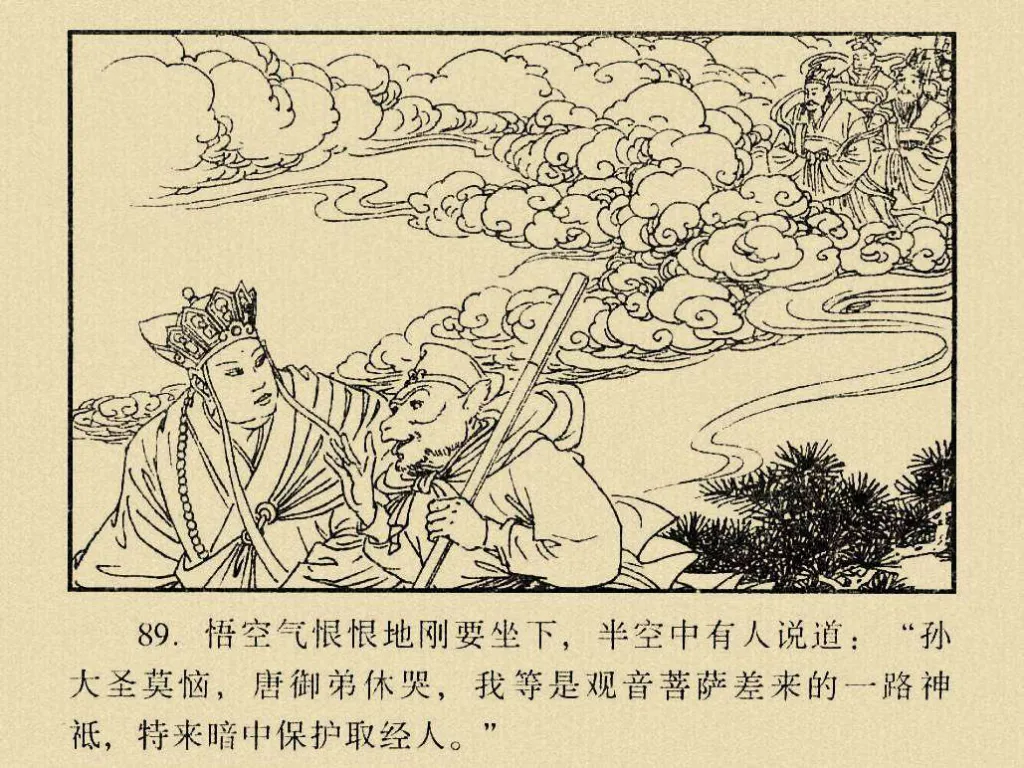 89. 悟空气恨恨地刚要坐下，半空中有人说道：“孙
大圣莫恼，唐御弟休哭，我等是观音菩萨差来的一路神
祇，特来暗中保护取经人。”